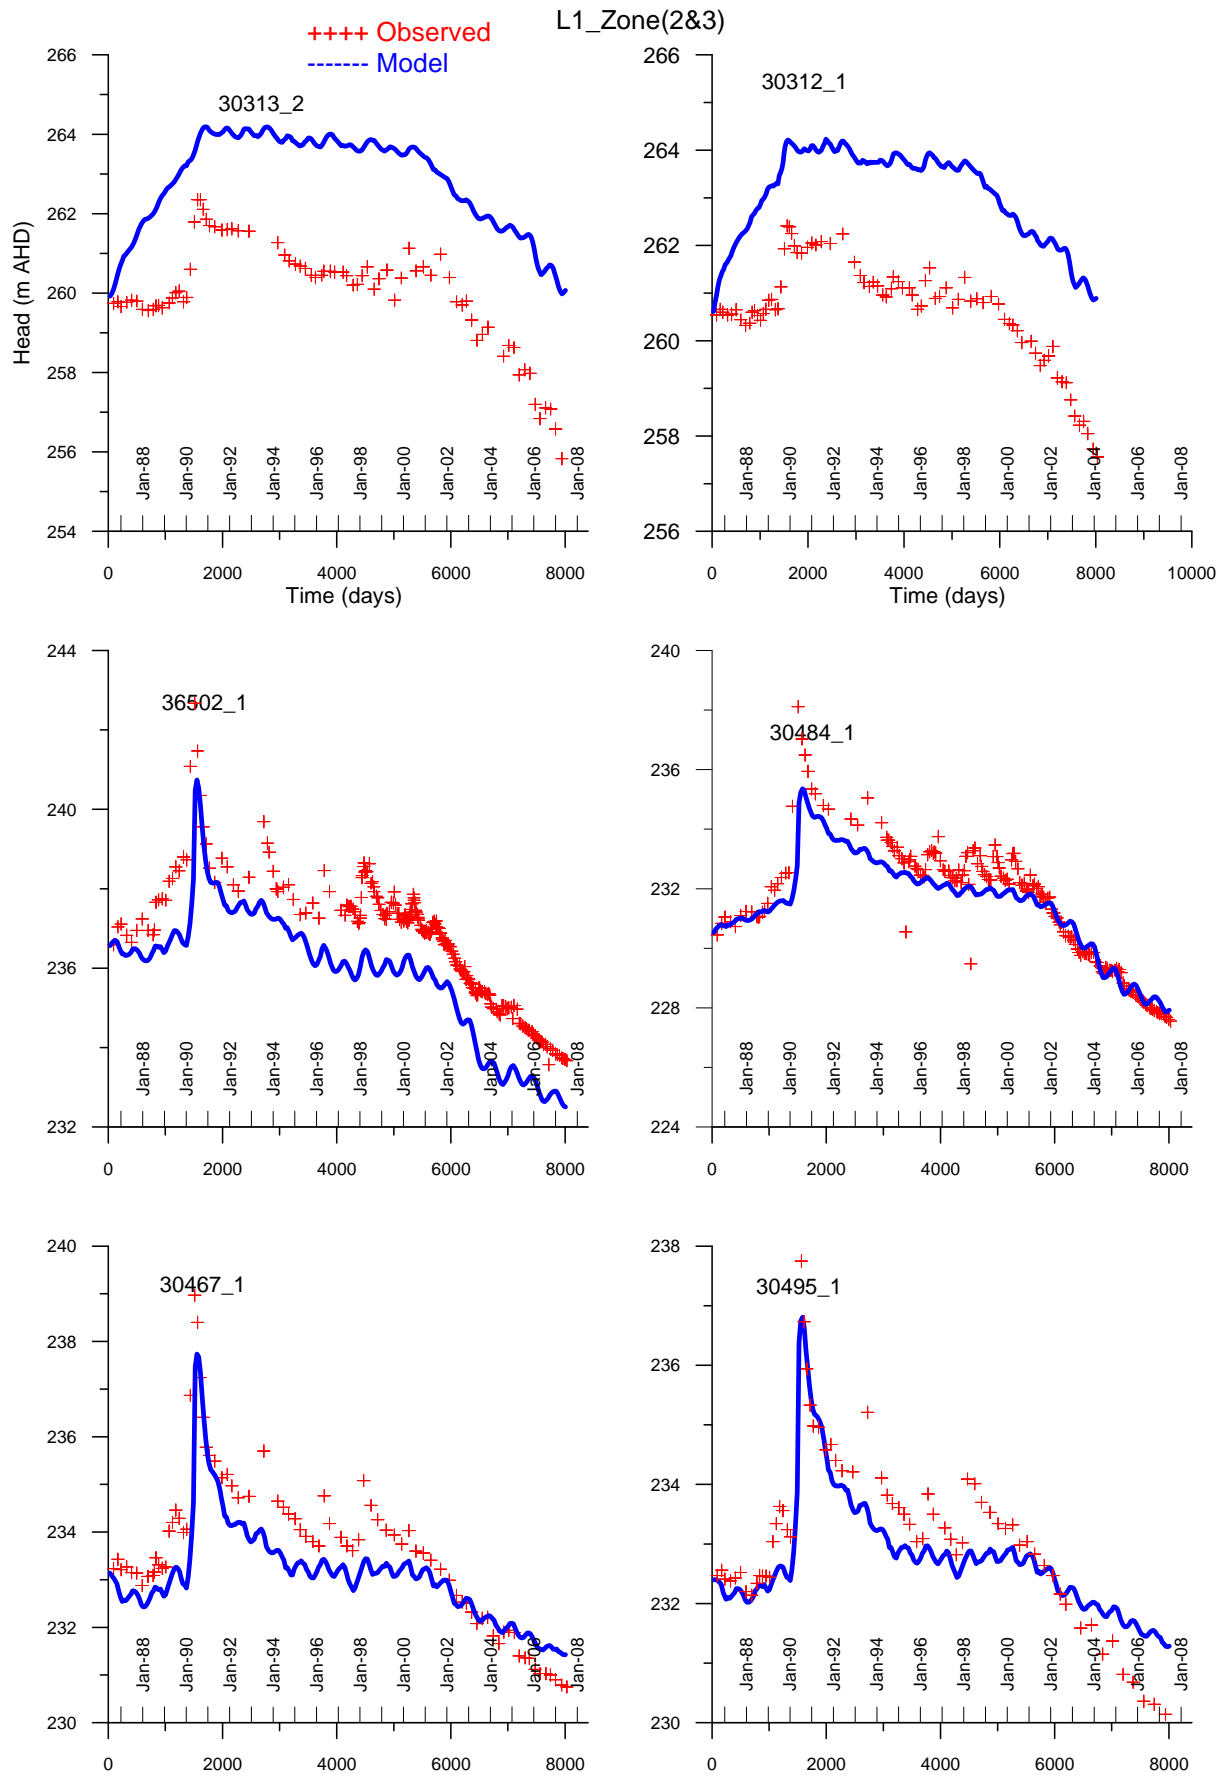 L1_Zone(2&3)
++++ Observed
------- Model
266
264
262
260
258
256
254
Head (m AHD)
30313_2
Jan-88
Jan-90
Jan-92
Jan-94
Jan-96
Jan-98
Jan-00
Jan-02
Jan-04
Jan-06
Jan-08
0 2000 4000 6000 8000
Time (days)
266
264
262
260
258
256
30312_1
Jan-88
Jan-90
Jan-92
Jan-94
Jan-96
Jan-98
Jan-00
Jan-02
Jan-04
Jan-06
Jan-08
0 2000 4000 6000 8000 10000
Time (days)
244
240
236
232
36502_1
Jan-88
Jan-90
Jan-92
Jan-94
Jan-96
Jan-98
Jan-00
Jan-02
Jan-04
Jan-06
Jan-08
0 2000 4000 6000 8000
240
236
232
228
224
30484_1
Jan-88
Jan-90
Jan-92
Jan-94
Jan-96
Jan-98
Jan-00
Jan-02
Jan-04
Jan-06
Jan-08
0 2000 4000 6000 8000
240
238
236
234
232
230
30467_1
Jan-88
Jan-90
Jan-92
Jan-94
Jan-96
Jan-98
Jan-00
Jan-02
Jan-04
Jan-06
Jan-08
0 2000 4000 6000 8000
238
236
234
232
230
30495_1
Jan-88
Jan-90
Jan-92
Jan-94
Jan-96
Jan-98
Jan-00
Jan-02
Jan-04
Jan-06
Jan-08
0 2000 4000 6000 8000